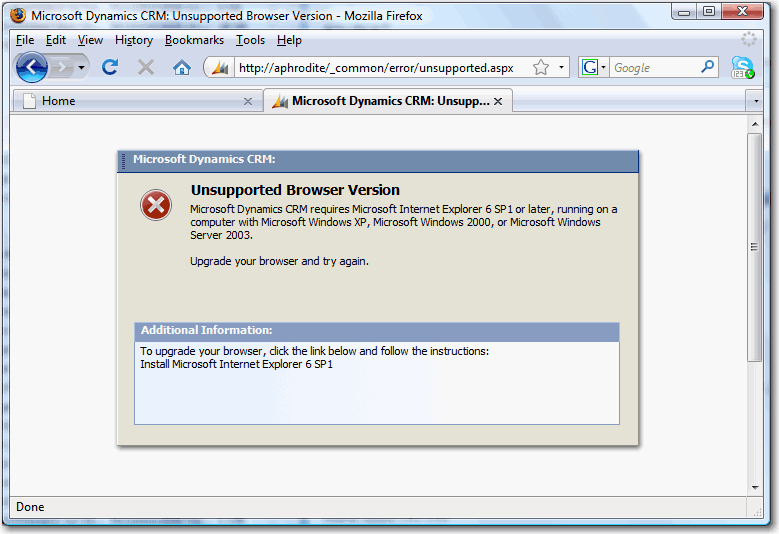 Microsoft Dynamics CRM: Unsupported Browser Version - Mozilla Firefox
File Edit View History Bookmarks Tools Help
http://aphrodite/_common/error/unsupported.aspx
G Google
123
Home
Microsoft Dynamics CRM: Unsupp...
Microsoft Dynamics CRM:
Unsupported Browser Version
Microsoft Dynamics CRM requires Microsoft Internet Explorer 6 SP1 or later, running on a
computer with Microsoft Windows XP, Microsoft Windows 2000, or Microsoft Windows
Server 2003.
Upgrade your browser and try again.
Additional Information:
To upgrade your browser, click the link below and follow the instructions:
Install Microsoft Internet Explorer 6 SP1
Done